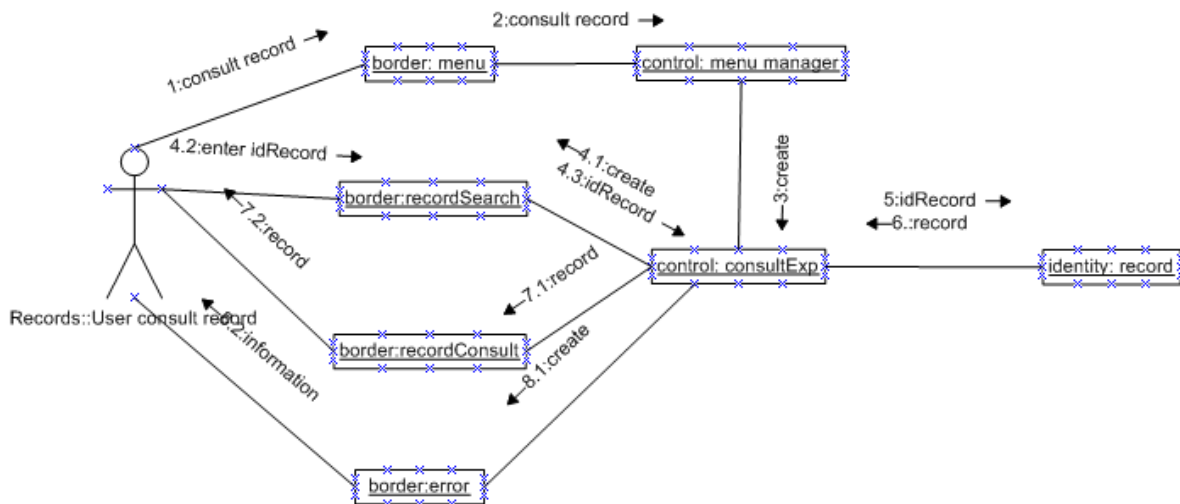 2:consult record
1:consult record
border: menu
control: menu manager
4.2:enter idRecord
4.1:create
4.3:idRecord
3:create
border:recordSearch
5:idRecord
6.:record
7.2:record
control: consultExp
identity: record
7.1:record
Records::User consult record
:information
border:recordConsult
8.1:create
border:error